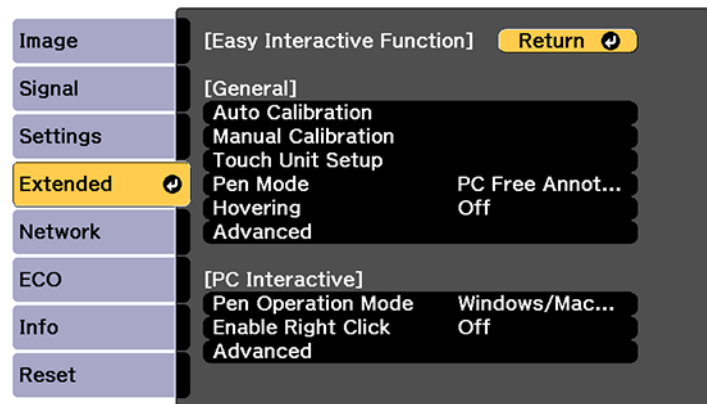 Image
Signal
Settings
Extended
Network
ECO
Info
Reset
[Easy Interactive Function] Return
[General]
Auto Calibration
Manual Calibration
Touch Unit Setup
Pen Mode PC Free Annot...
Hovering Off
Advanced
[PC Interactive]
Pen Operation Mode Windows/Mac...
Enable Right Click Off
Advanced